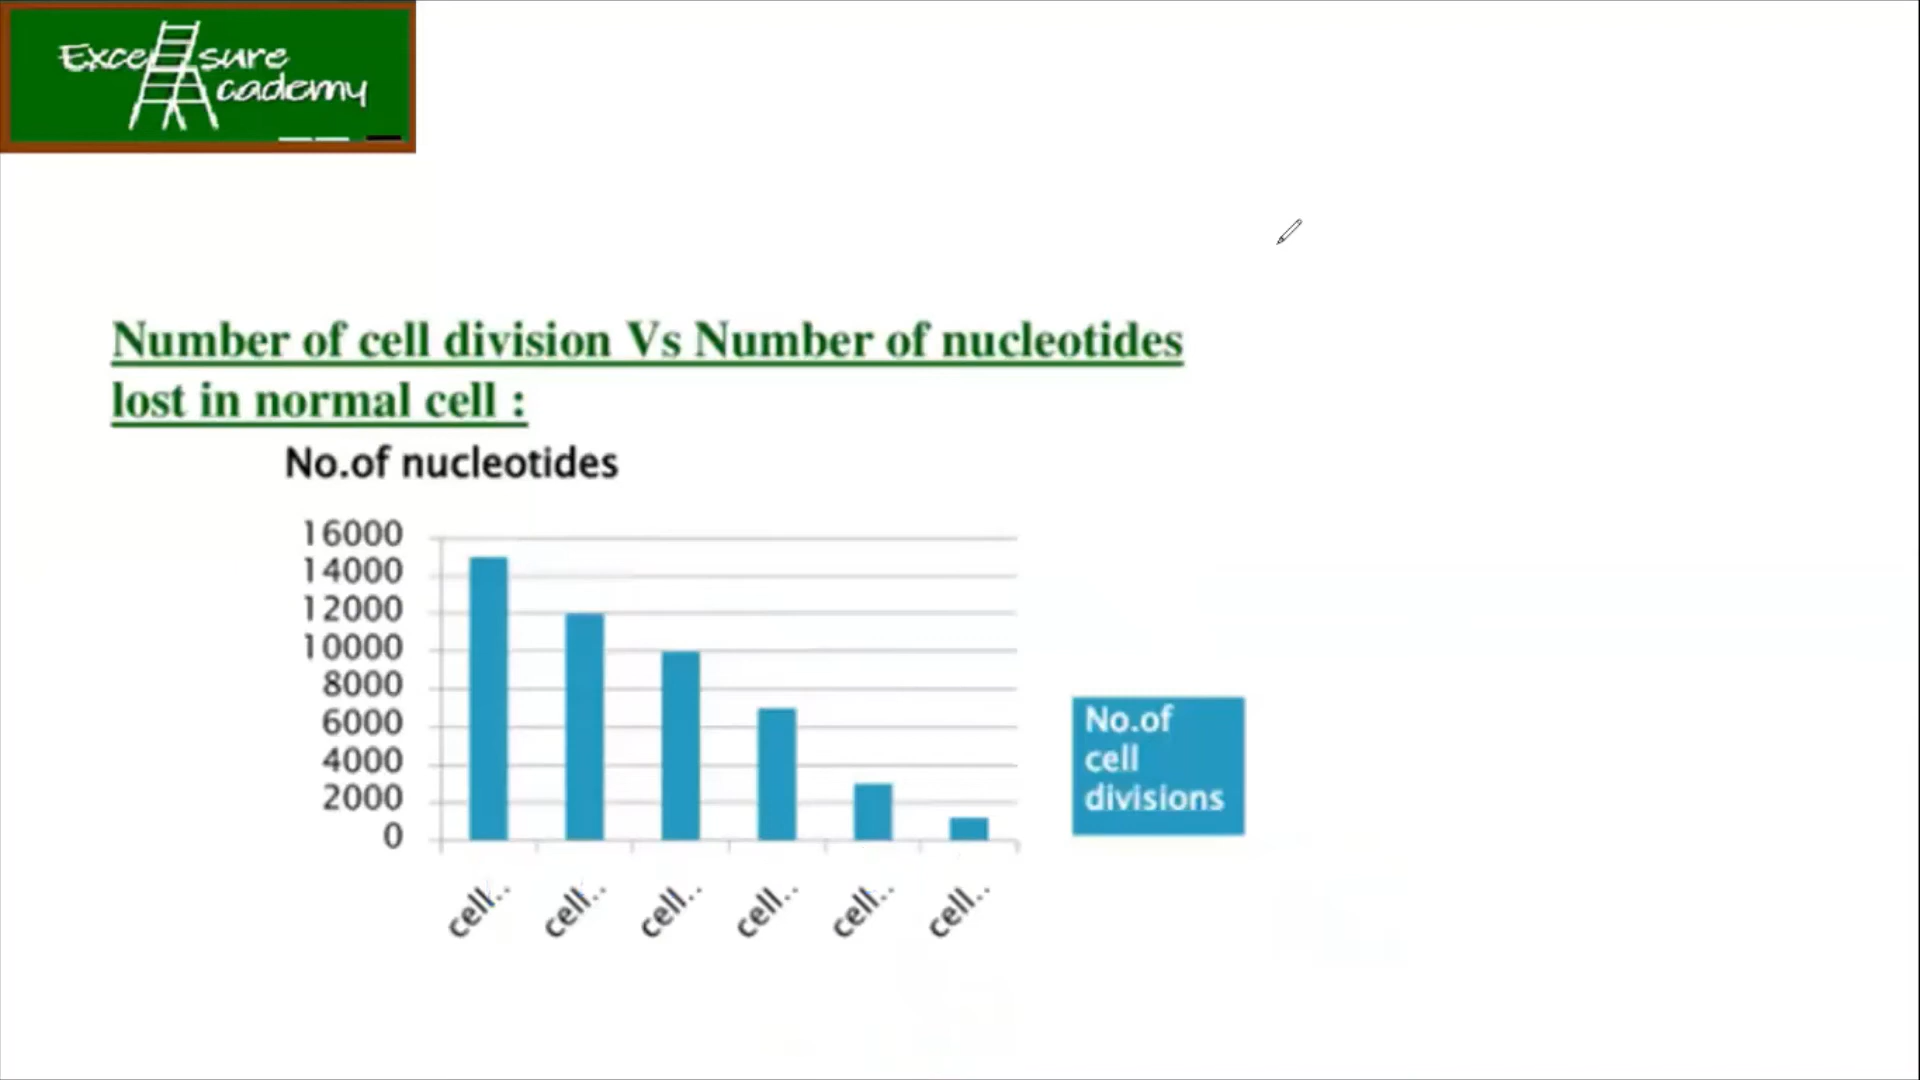 Excel sure
Academy
Number of cell division Vs Number of nucleotides
lost in normal cell :
No.of nucleotides
16000
14000
12000
10000
8000
6000
4000
2000
0
cell..
cell..
cell..
cell..
cell..
cell..
No.of
cell
divisions